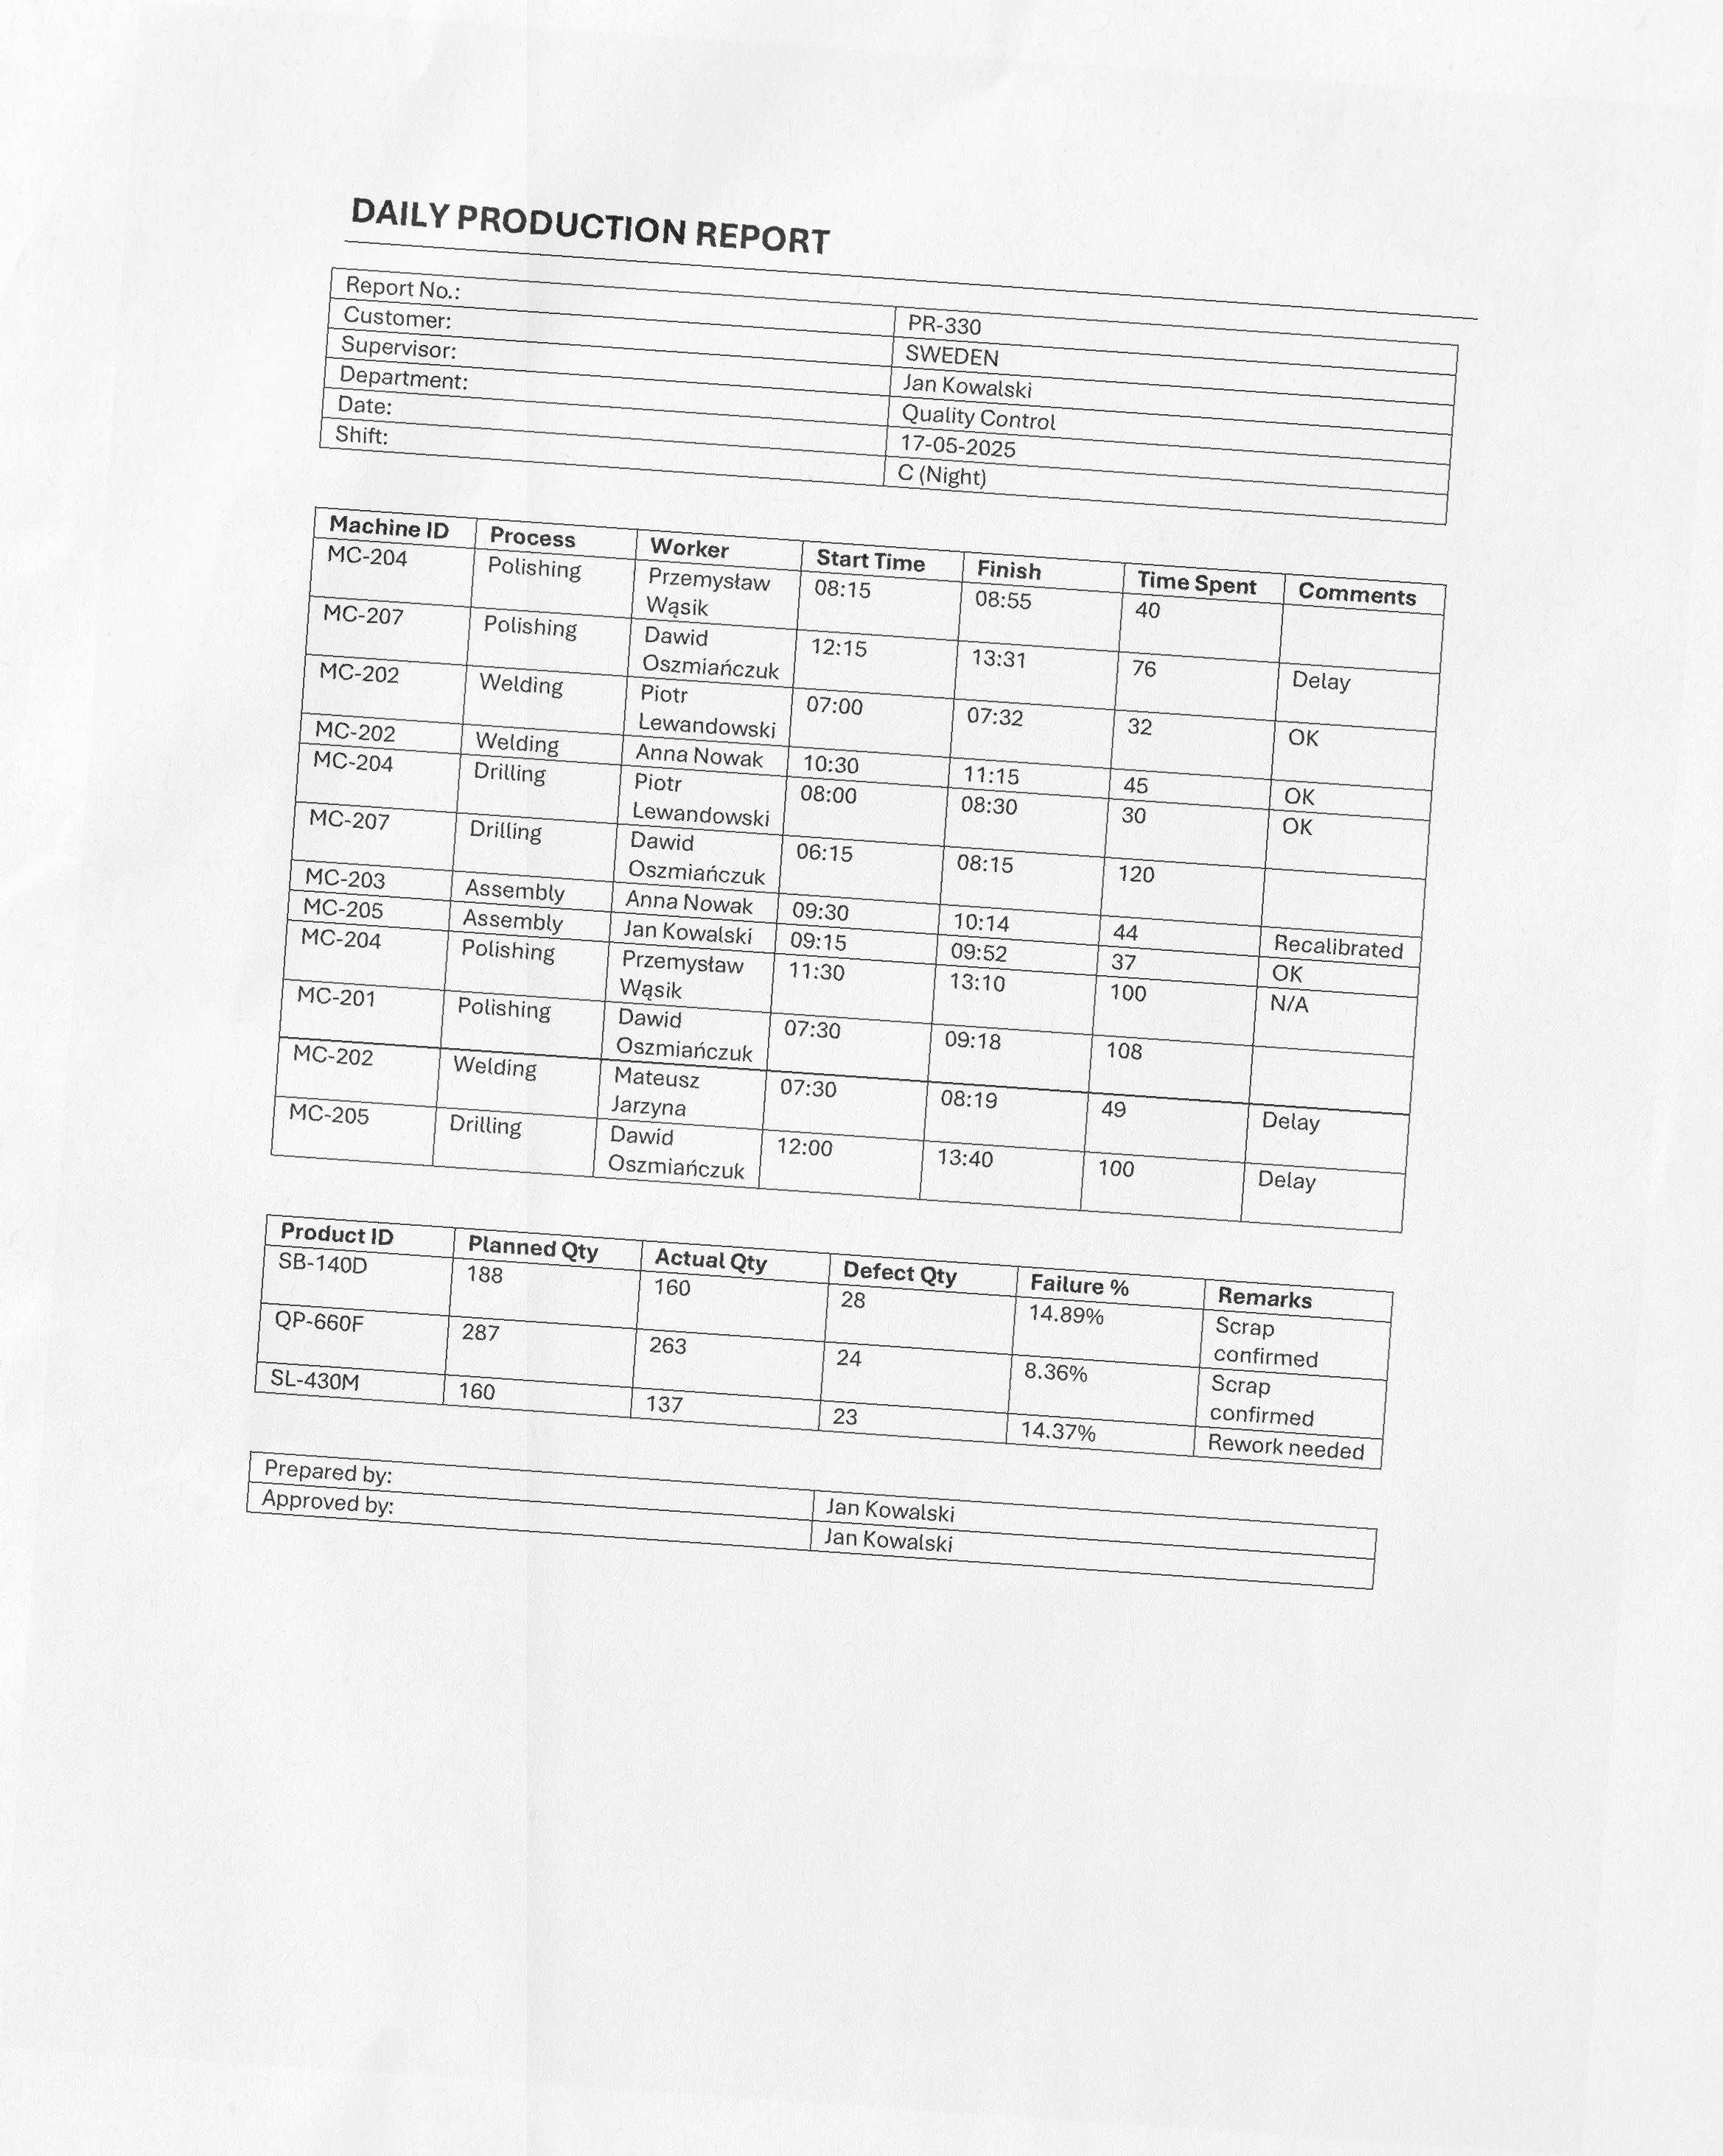 DAILY PRODUCTION REPORT
Report No.: PR-330
Customer: SWEDEN
Supervisor: Jan Kowalski
Department: Quality Control
Date: 17-05-2025
Shift: C (Night)
Machine ID Process Worker Start Time Finish Time Spent Comments
MC-204 Polishing Przemysław Wąsik 08:15 08:55 40
MC-207 Polishing Dawid Oszmiańczuk 12:15 13:31 76 Delay
MC-202 Welding Piotr Lewandowski 07:00 07:32 32 OK
MC-202 Welding Anna Nowak 10:30 11:15 45 OK
MC-204 Drilling Piotr Lewandowski 08:00 08:30 30 OK
MC-207 Drilling Dawid Oszmiańczuk 06:15 08:15 120
MC-203 Assembly Anna Nowak 09:30 10:14 44 Recalibrated
MC-205 Assembly Jan Kowalski 09:15 09:52 37 OK
MC-204 Polishing Przemysław Wąsik 11:30 13:10 100 N/A
MC-201 Polishing Dawid Oszmiańczuk 07:30 09:18 108
MC-202 Welding Mateusz Jarzyna 07:30 08:19 49 Delay
MC-205 Drilling Dawid Oszmiańczuk 12:00 13:40 100 Delay
Product ID Planned Qty Actual Qty Defect Qty Failure % Remarks
SB-140D 188 160 28 14.89% Scrap confirmed
QP-660F 287 263 24 8.36% Scrap confirmed
SL-430M 160 137 23 14.37% Rework needed
Prepared by: Jan Kowalski
Approved by: Jan Kowalski